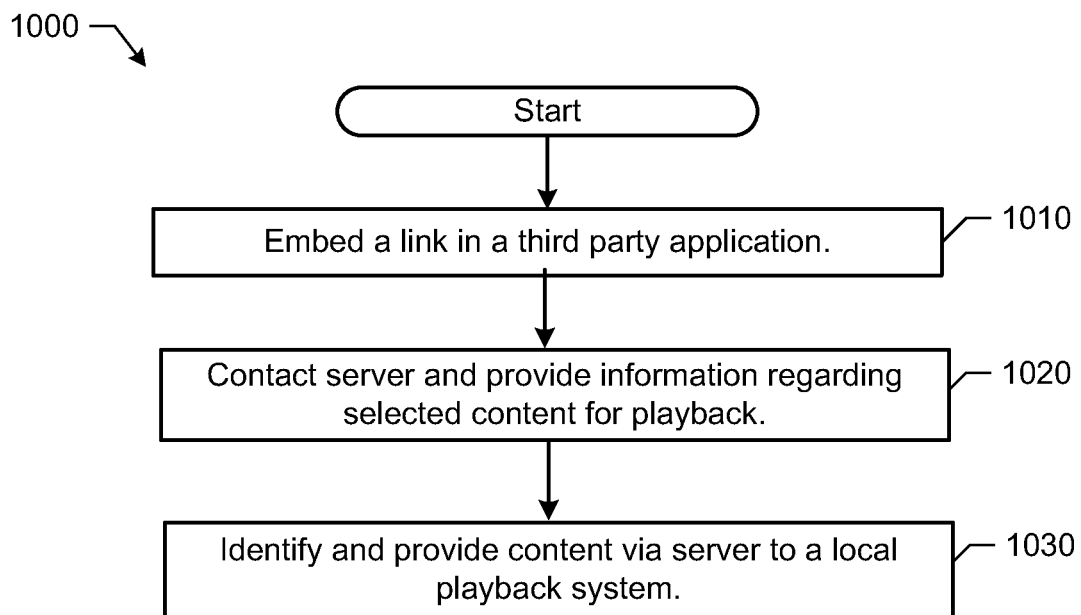 1000
Start
Embed a link in a third party application.
1010
Contact server and provide information regarding
selected content for playback.
1020
Identify and provide content via server to a local
playback system.
1030